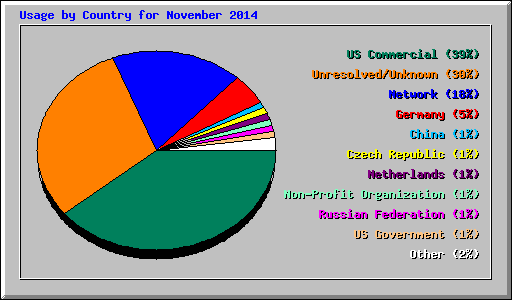 Usage by Country for November 2014
US Commercial (39%)
Unresolved/Unknown (30%)
Network (18%)
Germany (5%)
China (1%)
Czech Republic (1%)
Netherlands (1%)
Non-Profit Organization (1%)
Russian Federation (1%)
US Government (1%)
Other (2%)